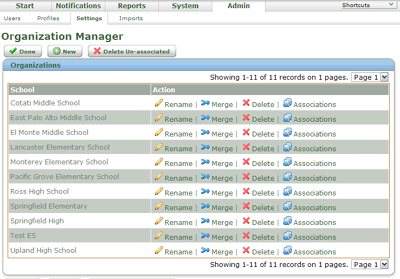 Start Notifications Reports System Admin Shortcuts
Users Profiles Settings Imports
Organization Manager
Done New Delete Un-associated
Organizations
Showing 1-11 of 11 records on 1 pages. Page 1
School Action
Cotati Middle School Rename | Merge | Delete | Associations
East Palo Alto Middle School Rename | Merge | Delete | Associations
El Monte Middle School Rename | Merge | Delete | Associations
Lancaster Elementary School Rename | Merge | Delete | Associations
Monterey Elementary School Rename | Merge | Delete | Associations
Pacific Grove Elementary School Rename | Merge | Delete | Associations
Ross High School Rename | Merge | Delete | Associations
Springfield Elementary Rename | Merge | Delete | Associations
Springfield High Rename | Merge | Delete | Associations
Test ES Rename | Merge | Delete | Associations
Upland High School Rename | Merge | Delete | Associations
Showing 1-11 of 11 records on 1 pages. Page 1